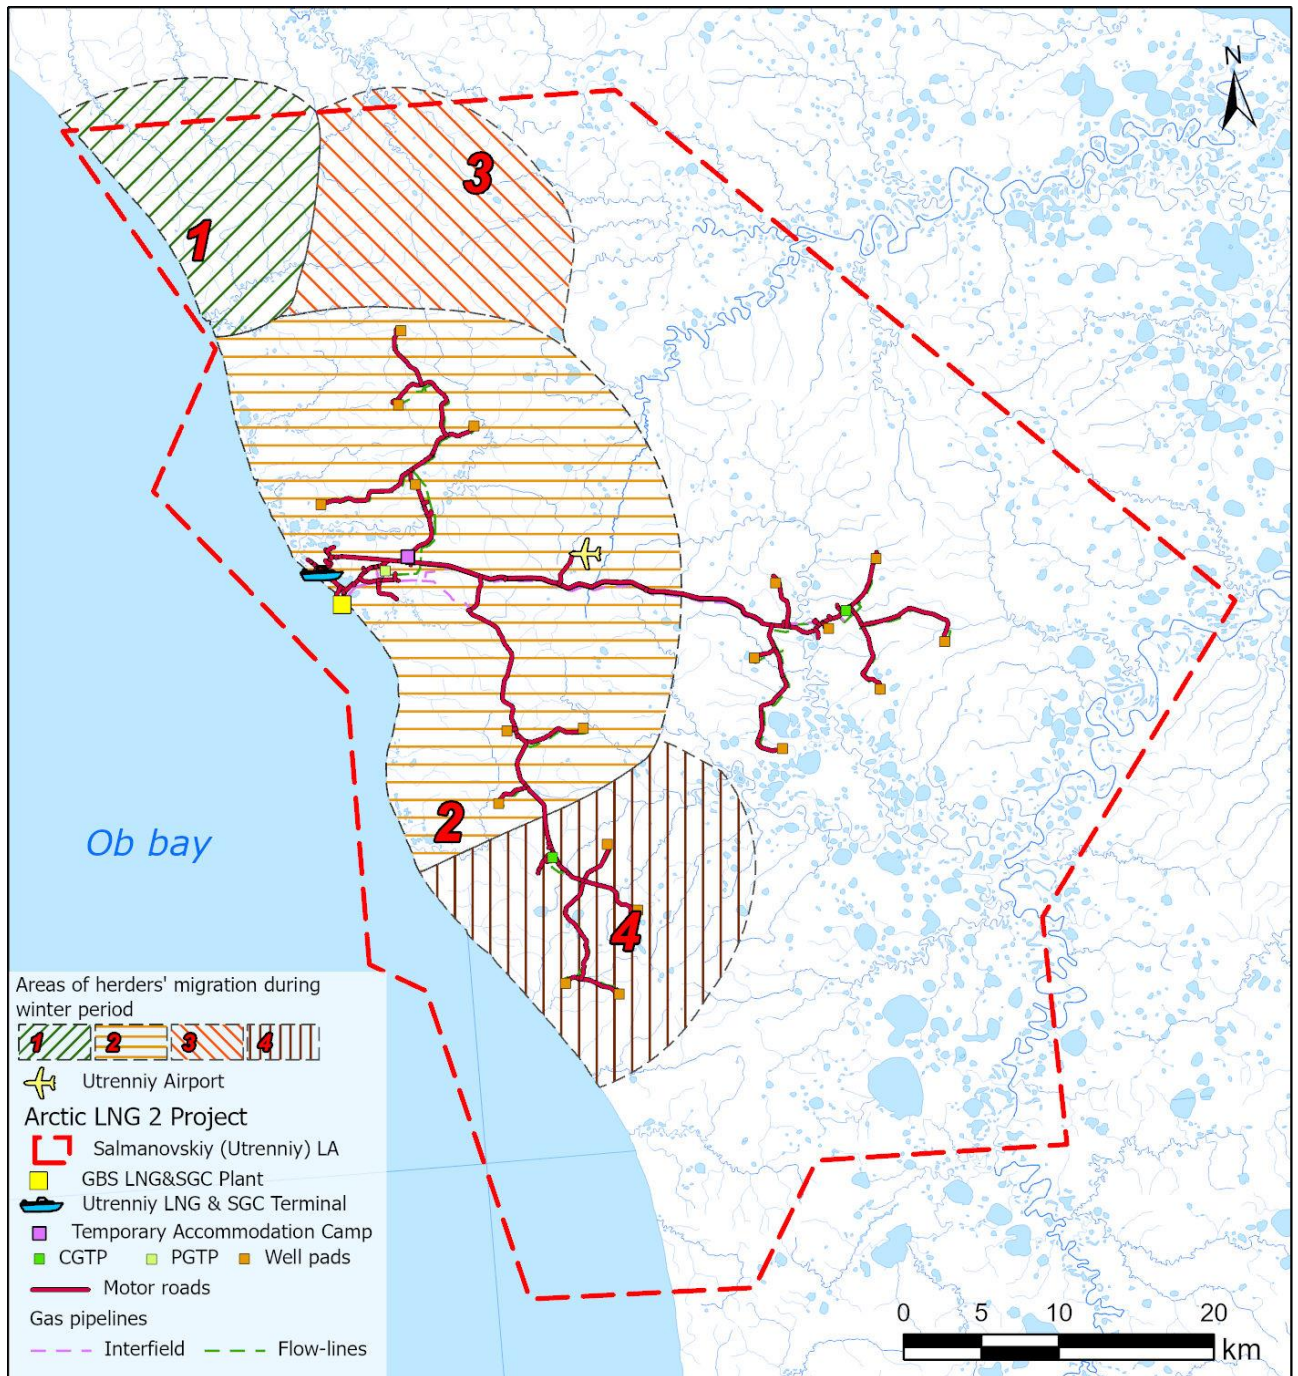 N
3
1
2
4
Ob bay
Areas of herders' migration during
winter period
1 2 3 4
Utrenniy Airport
Arctic LNG 2 Project
Salmanovskiy (Utrenniy) LA
GBS LNG&SGC Plant
Utrenniy LNG & SGC Terminal
Temporary Accommodation Camp
CGTP PGTP Well pads
Motor roads
Gas pipelines
Interfield Flow-lines
0 5 10 20
km